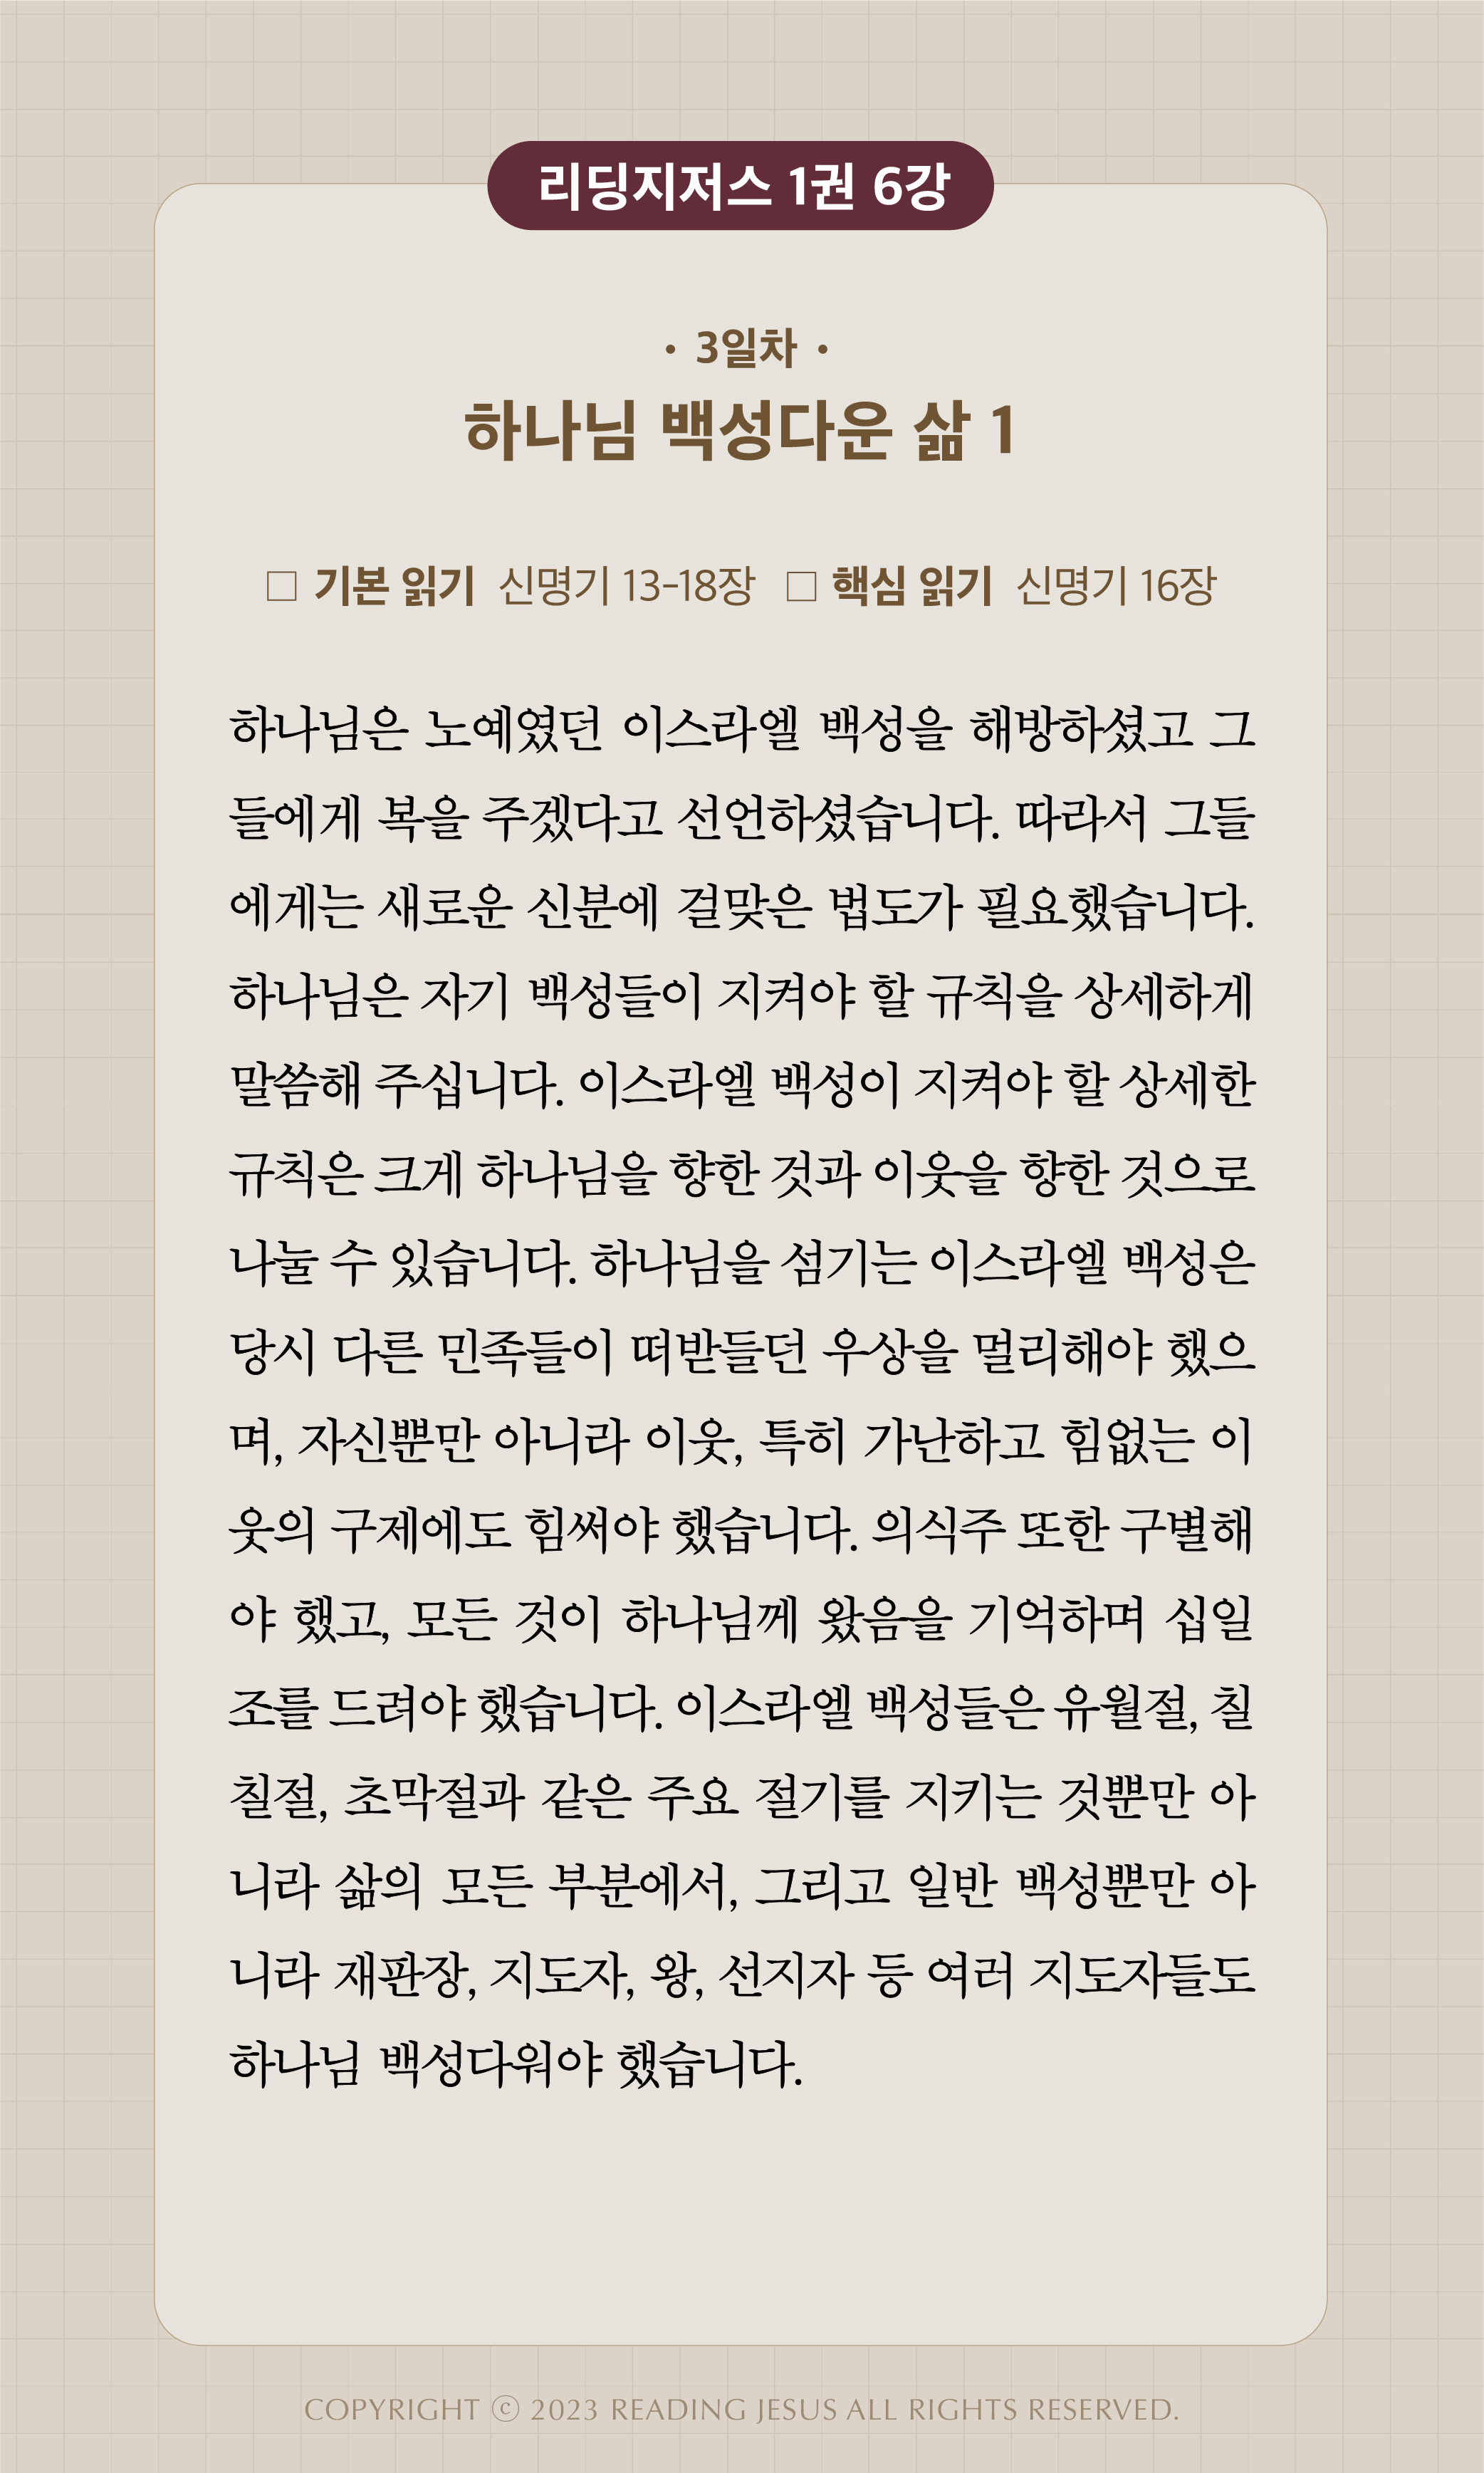 리딩지저스 1권 6강
· 3일차 ·
하나님 백성다운 삶 1
□ 기본 읽기 신명기 13-18장 □ 핵심 읽기 신명기 16장
하나님은 노예였던 이스라엘 백성을 해방하셨고 그
들에게 복을 주겠다고 선언하셨습니다. 따라서 그들
에게는 새로운 신분에 걸맞은 법도가 필요했습니다.
하나님은 자기 백성들이 지켜야 할 규칙을 상세하게
말씀해 주십니다. 이스라엘 백성이 지켜야 할 상세한
규칙은 크게 하나님을 향한 것과 이웃을 향한 것으로
나눌 수 있습니다. 하나님을 섬기는 이스라엘 백성은
당시 다른 민족들이 떠받들던 우상을 멀리해야 했으
며, 자신뿐만 아니라 이웃, 특히 가난하고 힘없는 이
웃의 구제에도 힘써야 했습니다. 의식주 또한 구별해
야 했고, 모든 것이 하나님께 왔음을 기억하며 십일
조를 드려야 했습니다. 이스라엘 백성들은 유월절, 칠
칠절, 초막절과 같은 주요 절기를 지키는 것뿐만 아
니라 삶의 모든 부분에서, 그리고 일반 백성뿐만 아
니라 재판장, 지도자, 왕, 선지자 등 여러 지도자들도
하나님 백성다워야 했습니다.
COPYRIGHT ⓒ 2023 READING JESUS ALL RIGHTS RESERVED.